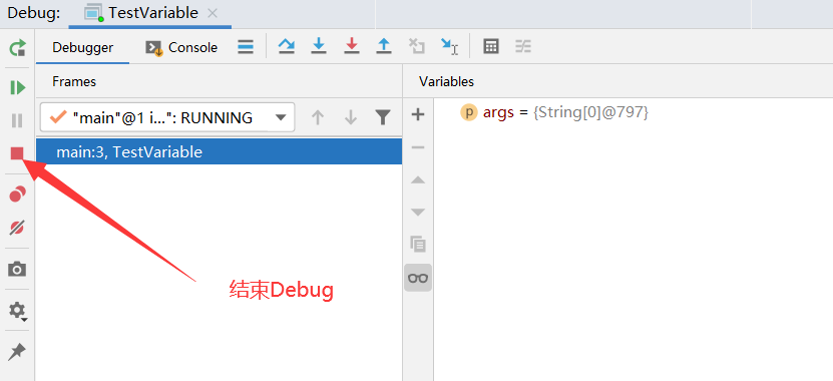 Debug: TestVariable
Debugger Console
Frames Variables
"main"@1 i...": RUNNING
p args = {String[0]@797}
main:3, TestVariable
结束Debug